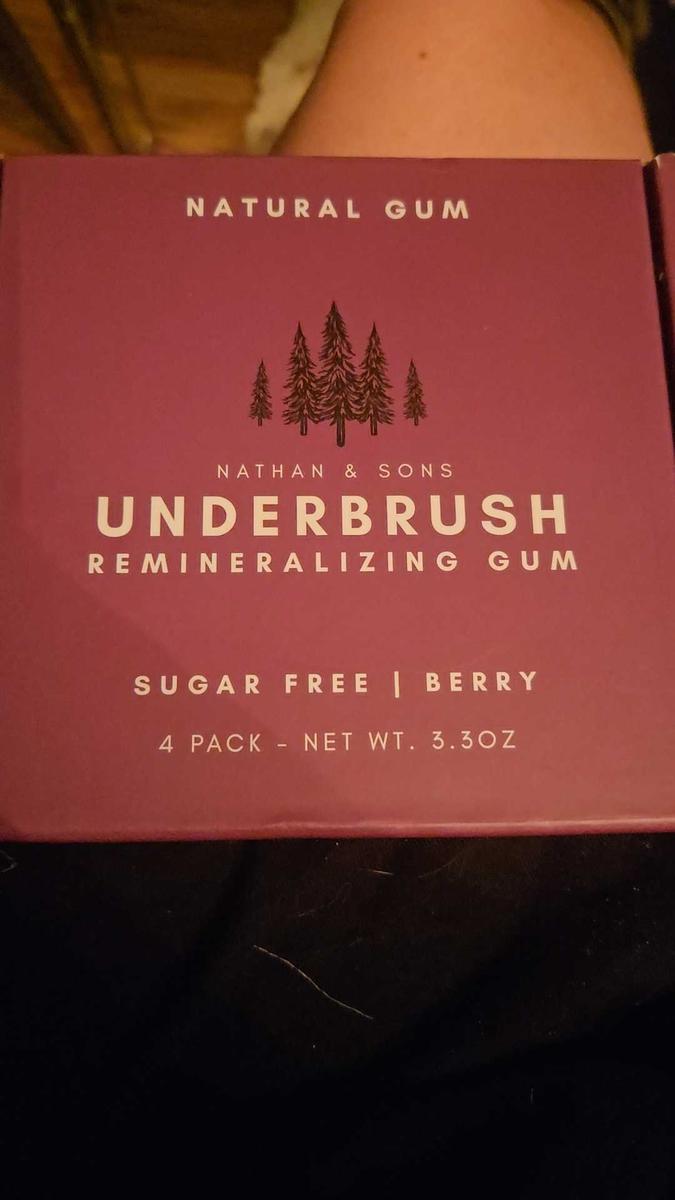 NATURAL GUM
NATHAN & SONS
UNDERBRUSH
REMINERALIZING GUM
SUGAR FREE | BERRY
4 PACK - NET WT. 3.3OZ